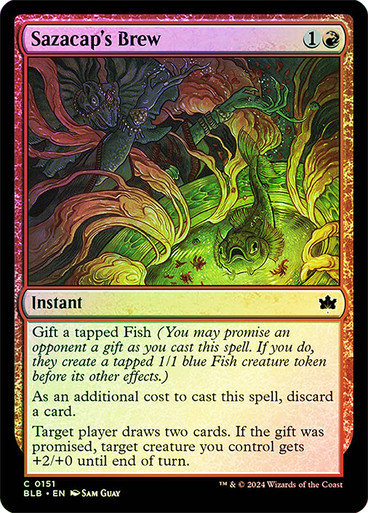 Sazacap's Brew 1
Instant
Gift a tapped Fish (You may promise an
opponent a gift as you cast this spell. If you do,
they create a tapped 1/1 blue Fish creature token
before its other effects.)
As an additional cost to cast this spell, discard
a card.
Target player draws two cards. If the gift was
promised, target creature you control gets
+2/+0 until end of turn.
C 0151
BLB • EN Sam Guay
™ & © 2024 Wizards of the Coast